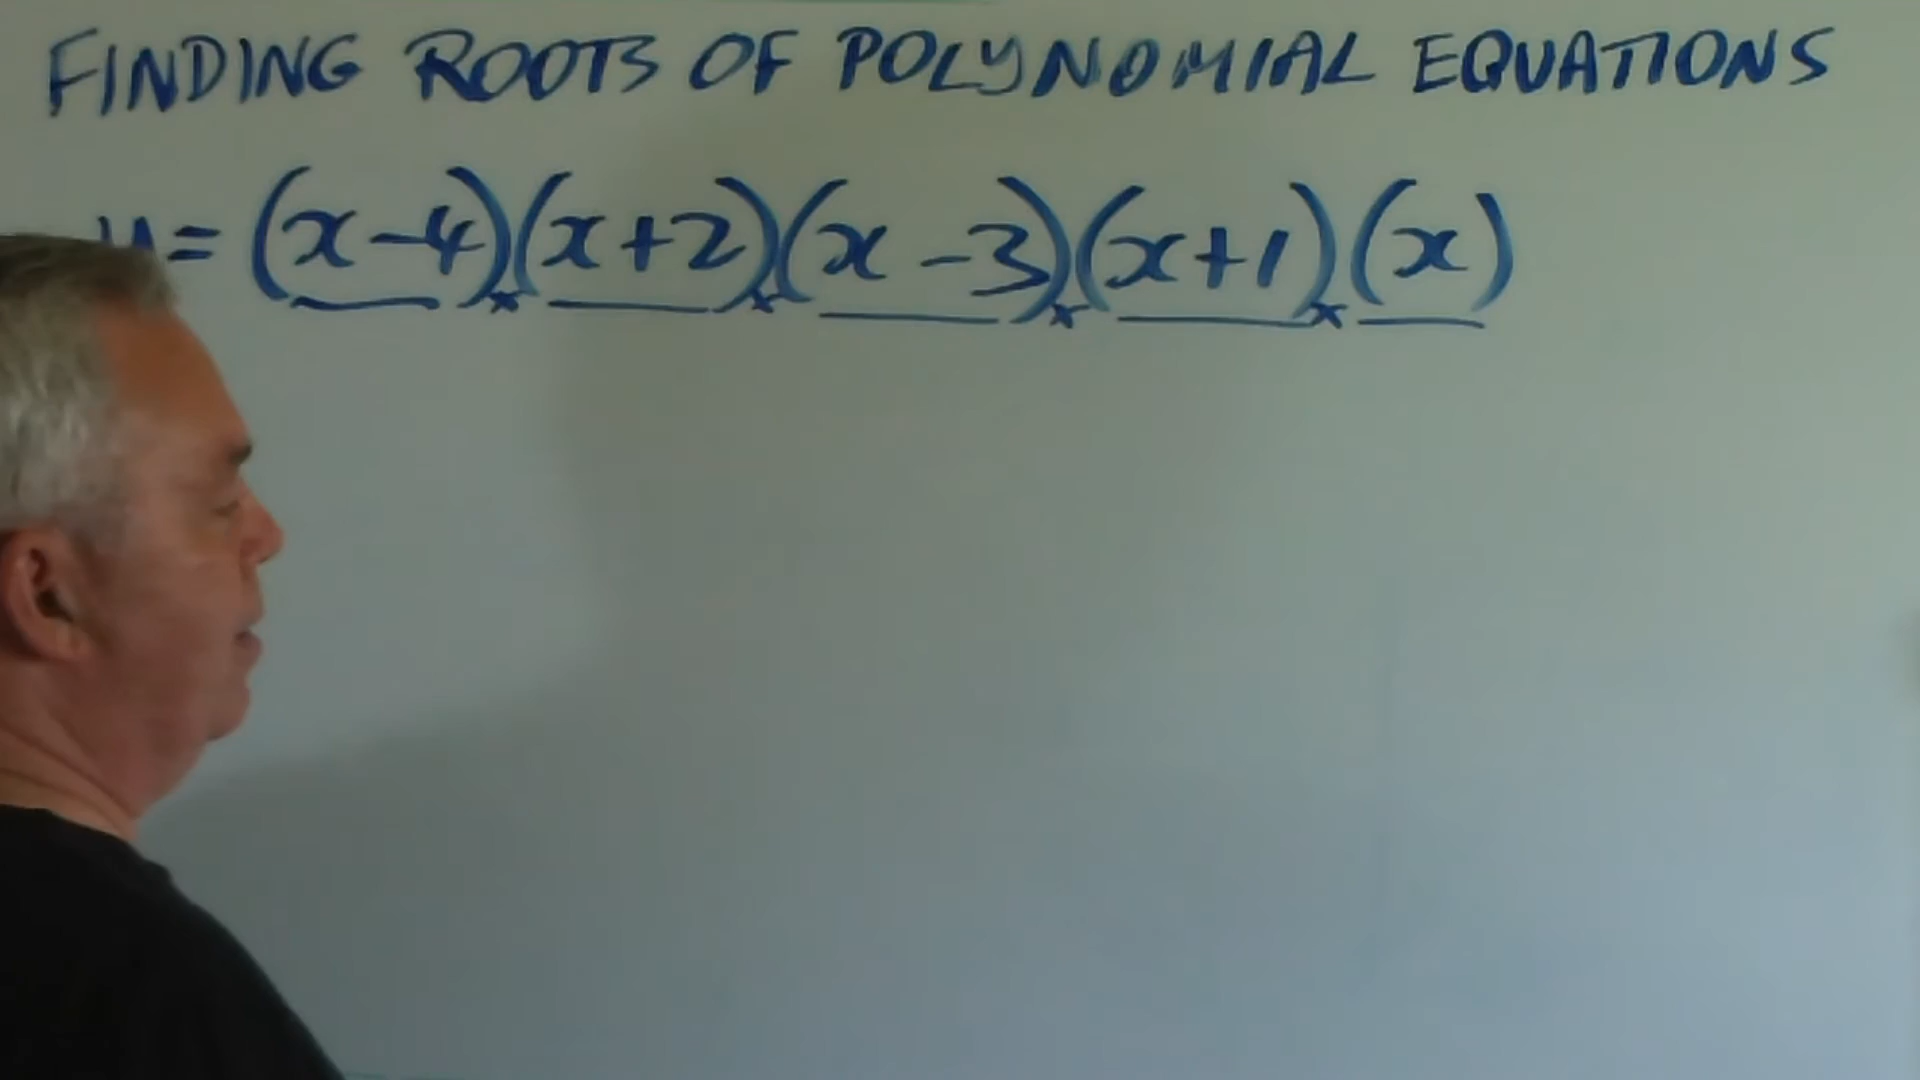 FINDING ROOTS OF POLYNOMIAL EQUATIONS
y = (x-4)×(x+2)×(x-3)×(x+1)×(x)